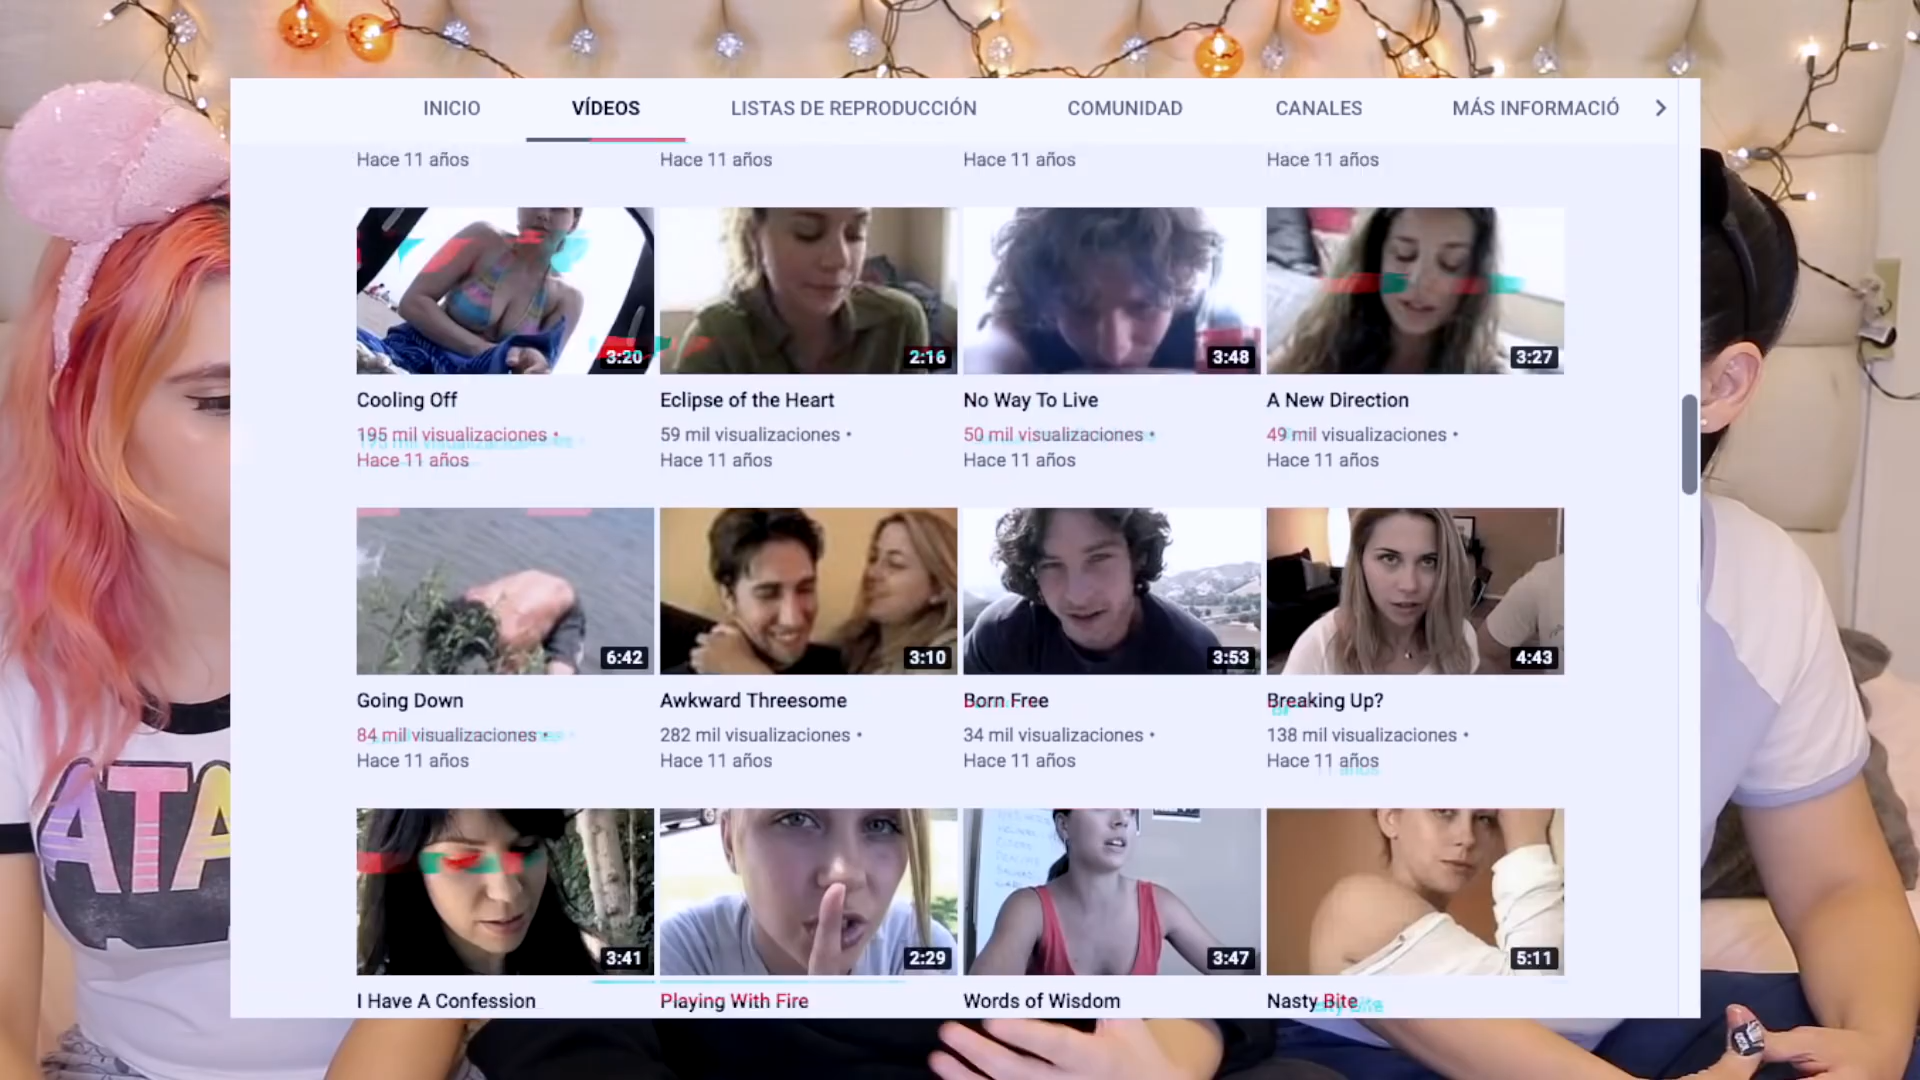 INICIO VÍDEOS LISTAS DE REPRODUCCIÓN COMUNIDAD CANALES MÁS INFORMACIÓ
Hace 11 años Hace 11 años Hace 11 años Hace 11 años
3:20 2:16 3:48 3:27
Cooling Off Eclipse of the Heart No Way To Live A New Direction
195 mil visualizaciones • 59 mil visualizaciones • 50 mil visualizaciones • 49 mil visualizaciones •
Hace 11 años Hace 11 años Hace 11 años Hace 11 años
6:42 3:10 3:53 4:43
Going Down Awkward Threesome Born Free Breaking Up?
84 mil visualizaciones • 282 mil visualizaciones • 34 mil visualizaciones • 138 mil visualizaciones •
Hace 11 años Hace 11 años Hace 11 años Hace 11 años
ATA
3:41 2:29 3:47 5:11
I Have A Confession Playing With Fire Words of Wisdom Nasty Bite